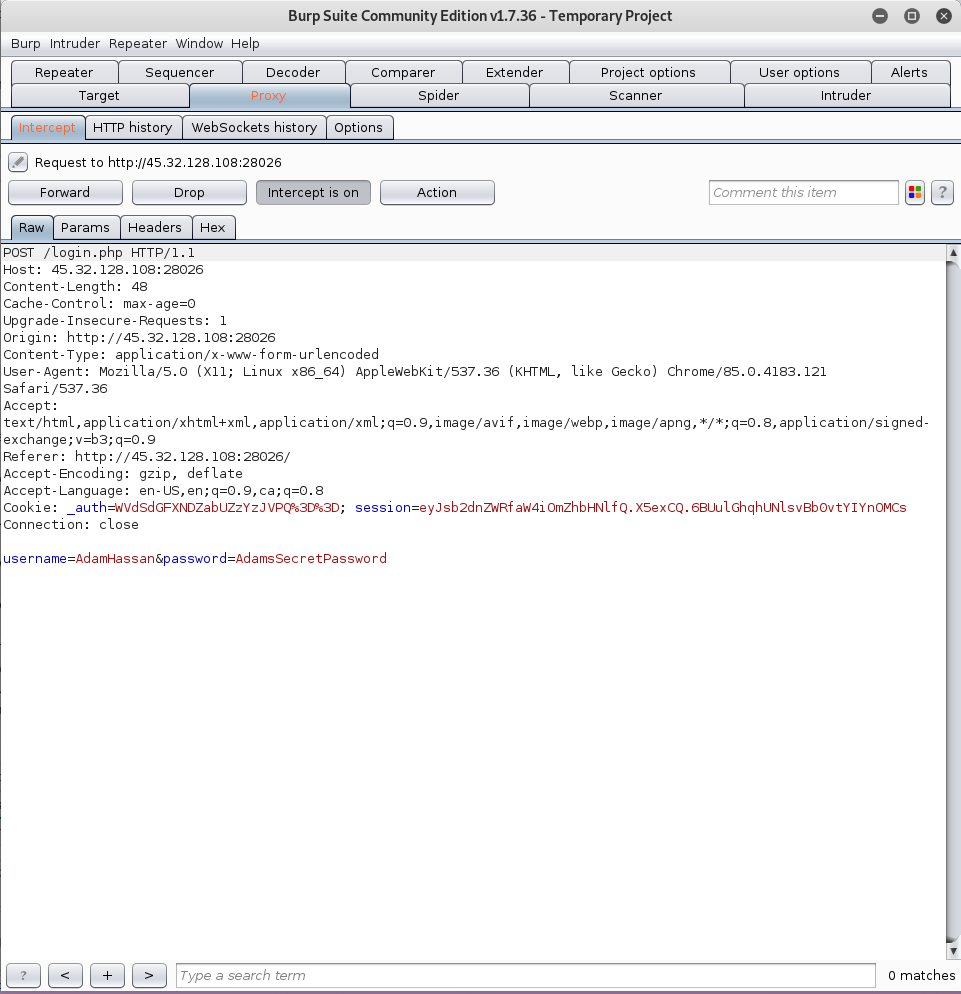 Burp Suite Community Edition v1.7.36 - Temporary Project
Burp Intruder Repeater Window Help
Repeater Sequencer Decoder Comparer Extender Project options User options Alerts
Target Proxy Spider Scanner Intruder
Intercept HTTP history WebSockets history Options
Request to http://45.32.128.108:28026
Forward Drop Intercept is on Action Comment this item ?
Raw Params Headers Hex
POST /login.php HTTP/1.1
Host: 45.32.128.108:28026
Content-Length: 48
Cache-Control: max-age=0
Upgrade-Insecure-Requests: 1
Origin: http://45.32.128.108:28026
Content-Type: application/x-www-form-urlencoded
User-Agent: Mozilla/5.0 (X11; Linux x86_64) AppleWebKit/537.36 (KHTML, like Gecko) Chrome/85.0.4183.121
Safari/537.36
Accept:
text/html,application/xhtml+xml,application/xml;q=0.9,image/avif,image/webp,image/apng,*/*;q=0.8,application/signed-
exchange;v=b3;q=0.9
Referer: http://45.32.128.108:28026/
Accept-Encoding: gzip, deflate
Accept-Language: en-US,en;q=0.9,ca;q=0.8
Cookie: _auth=WVdSdGFXNDZabUZzYzJVPQ%3D%3D; session=eyJsb2dnZWRfaW4iOmZhbHNlfQ.X5exCQ.6BUulGhqhUNlsvBb0vtYIYnOMCs
Connection: close
username=AdamHassan&password=AdamsSecretPassword
? < + > Type a search term 0 matches